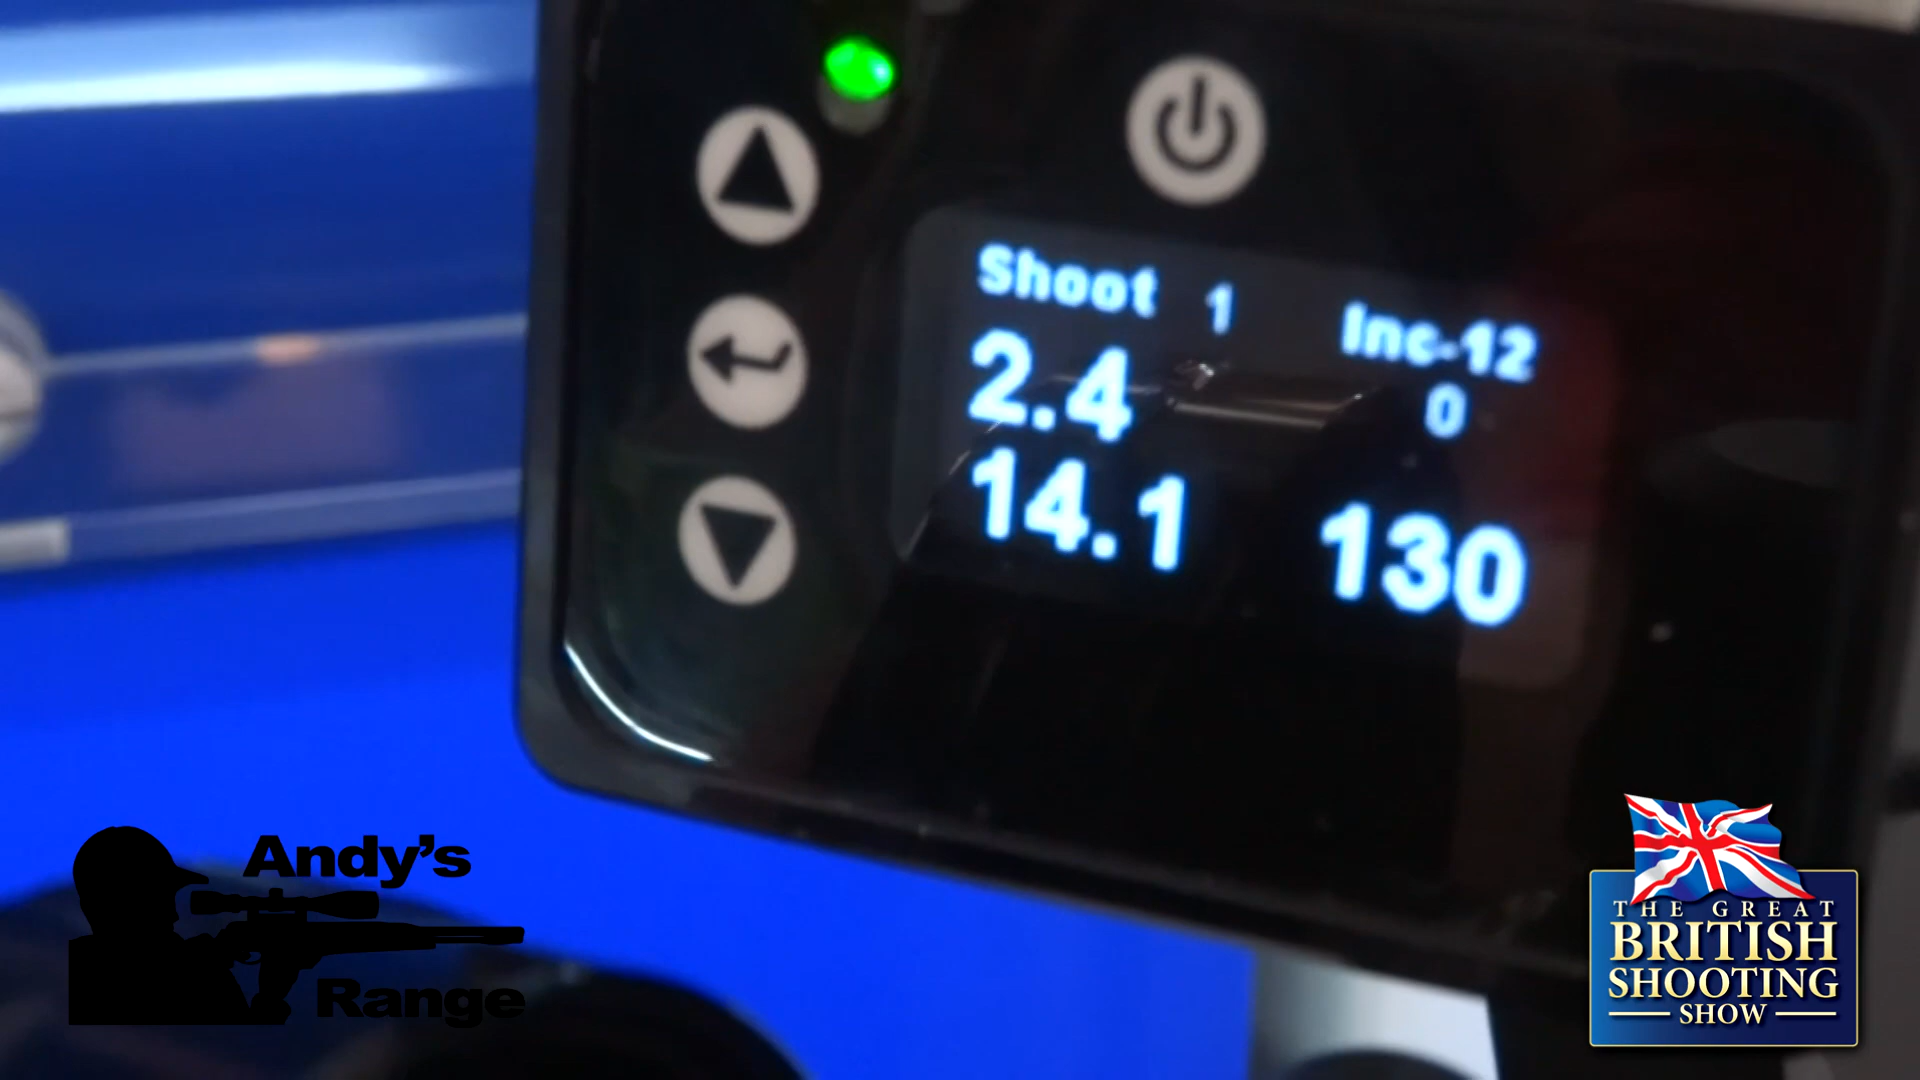 Shoot 1 Inc-12
2.4 0
14.1 130
Andy's
Range
THE GREAT
BRITISH
SHOOTING
SHOW